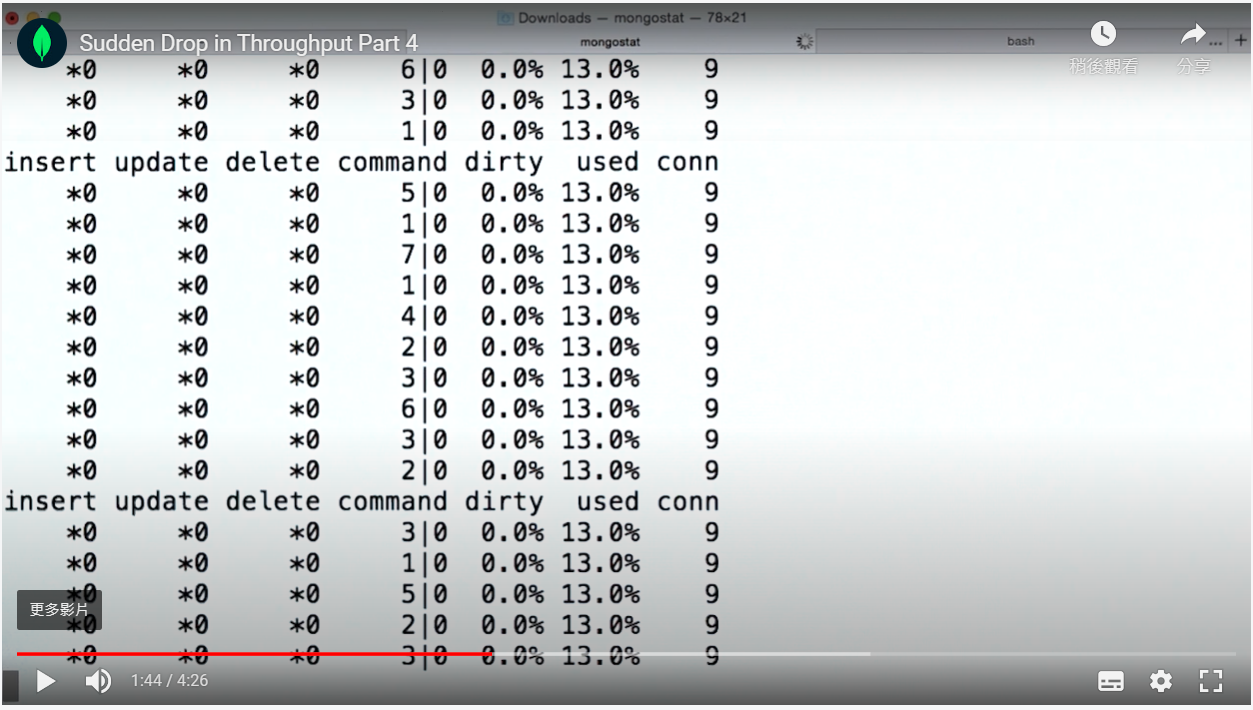 Downloads — mongostat — 78×21
Sudden Drop in Throughput Part 4
mongostat
bash
稍後觀看
分享
*0 *0 *0 6|0 0.0% 13.0% 9
*0 *0 *0 3|0 0.0% 13.0% 9
*0 *0 *0 1|0 0.0% 13.0% 9
insert update delete command dirty used conn
*0 *0 *0 5|0 0.0% 13.0% 9
*0 *0 *0 1|0 0.0% 13.0% 9
*0 *0 *0 7|0 0.0% 13.0% 9
*0 *0 *0 1|0 0.0% 13.0% 9
*0 *0 *0 4|0 0.0% 13.0% 9
*0 *0 *0 2|0 0.0% 13.0% 9
*0 *0 *0 3|0 0.0% 13.0% 9
*0 *0 *0 6|0 0.0% 13.0% 9
*0 *0 *0 3|0 0.0% 13.0% 9
*0 *0 *0 2|0 0.0% 13.0% 9
insert update delete command dirty used conn
*0 *0 *0 3|0 0.0% 13.0% 9
*0 *0 *0 1|0 0.0% 13.0% 9
*0 *0 *0 5|0 0.0% 13.0% 9
更多影片
*0 *0 *0 2|0 0.0% 13.0% 9
*0 *0 *0 3|0 0.0% 13.0% 9
1:44 / 4:26